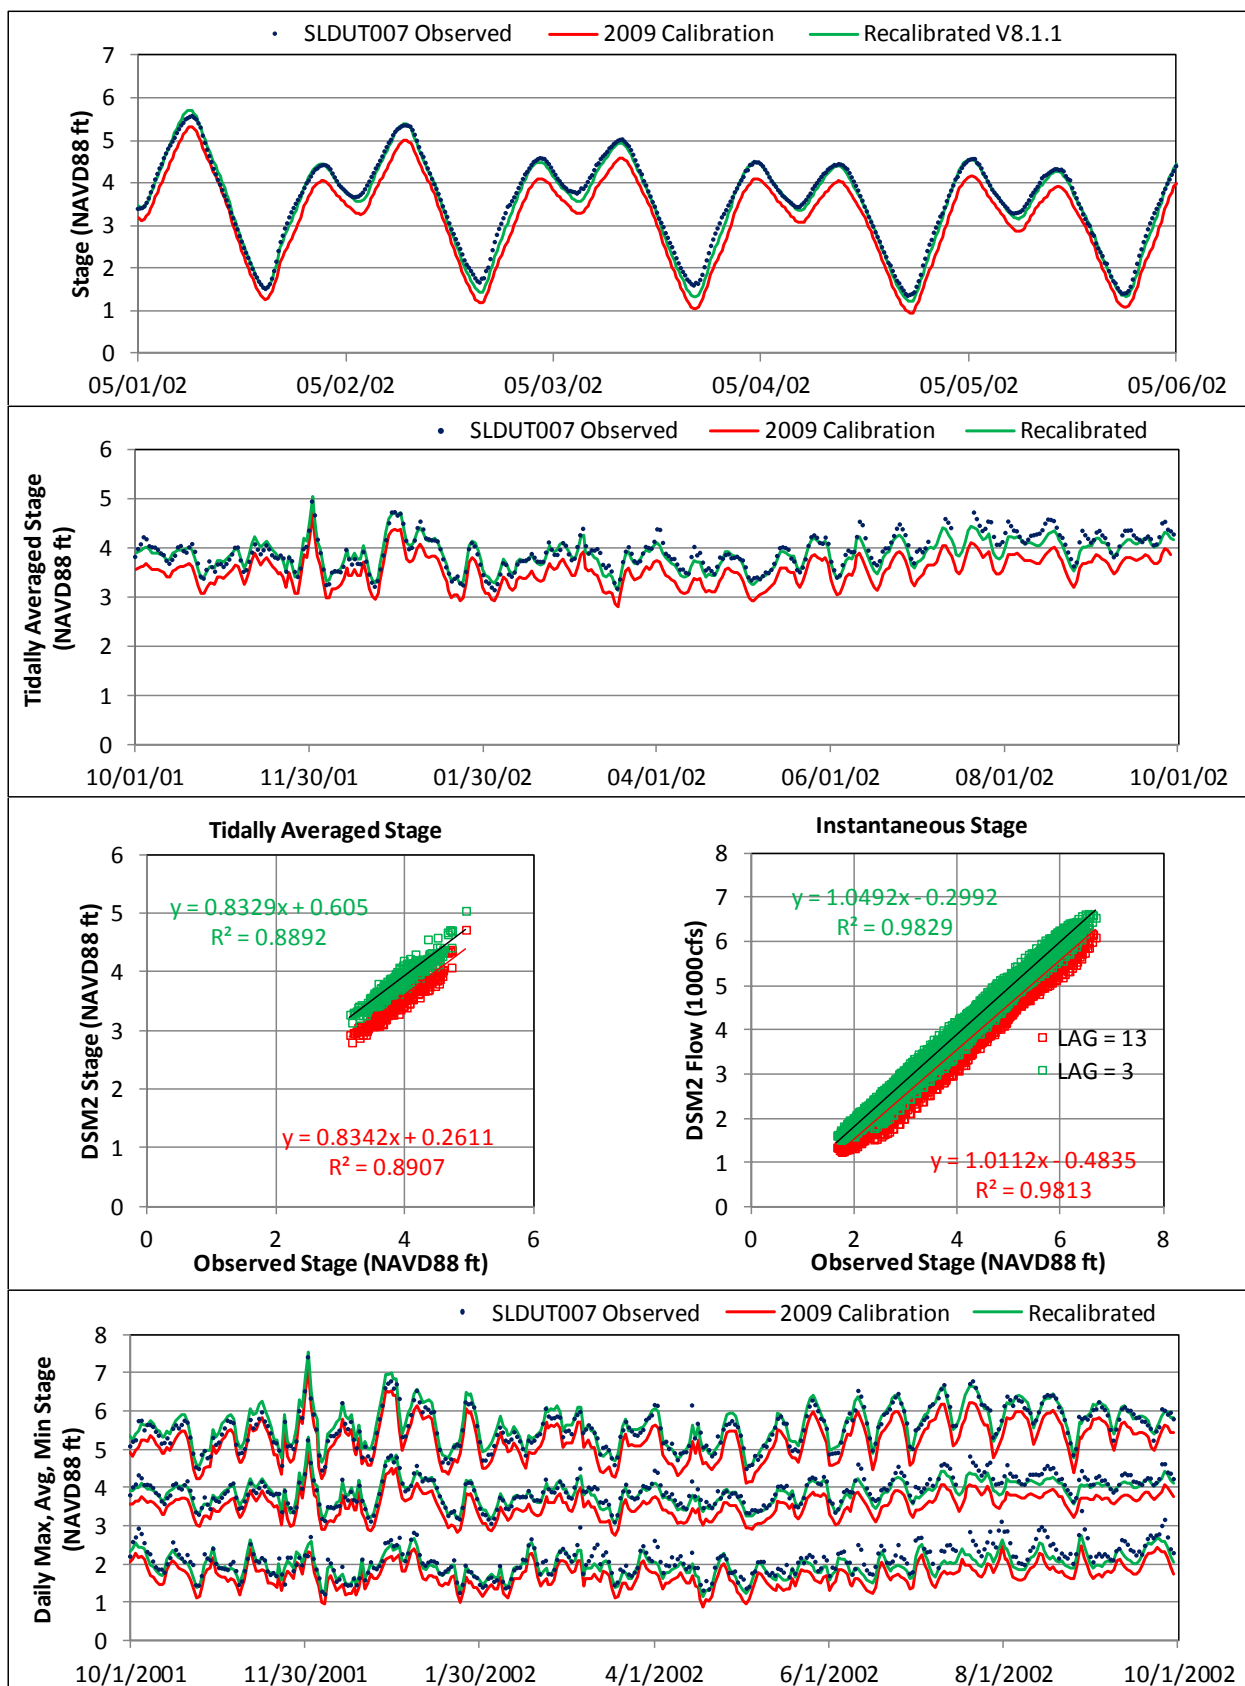 SLDUT007 Observed 2009 Calibration Recalibrated V8.1.1
7
6
5
4
3
2
1
0
Stage (NAVD88 ft)
05/01/02 05/02/02 05/03/02 05/04/02 05/05/02 05/06/02
SLDUT007 Observed 2009 Calibration Recalibrated
6
5
4
3
2
1
0
Tidally Averaged Stage
(NAVD88 ft)
10/01/01 11/30/01 01/30/02 04/01/02 06/01/02 08/01/02 10/01/02
Tidally Averaged Stage
6
5
4
3
2
1
0
DSM2 Stage (NAVD88 ft)
y = 0.8329x + 0.605
R² = 0.8892
y = 0.8342x + 0.2611
R² = 0.8907
0 2 4 6
Observed Stage (NAVD88 ft)
Instantaneous Stage
8
7
6
5
4
3
2
1
0
DSM2 Flow (1000cfs)
y = 1.0492x - 0.2992
R² = 0.9829
LAG = 13
LAG = 3
y = 1.0112x - 0.4835
R² = 0.9813
0 2 4 6 8
Observed Stage (NAVD88 ft)
SLDUT007 Observed 2009 Calibration Recalibrated
8
7
6
5
4
3
2
1
0
Daily Max, Avg, Min Stage
(NAVD88 ft)
10/1/2001 11/30/2001 1/30/2002 4/1/2002 6/1/2002 8/1/2002 10/1/2002